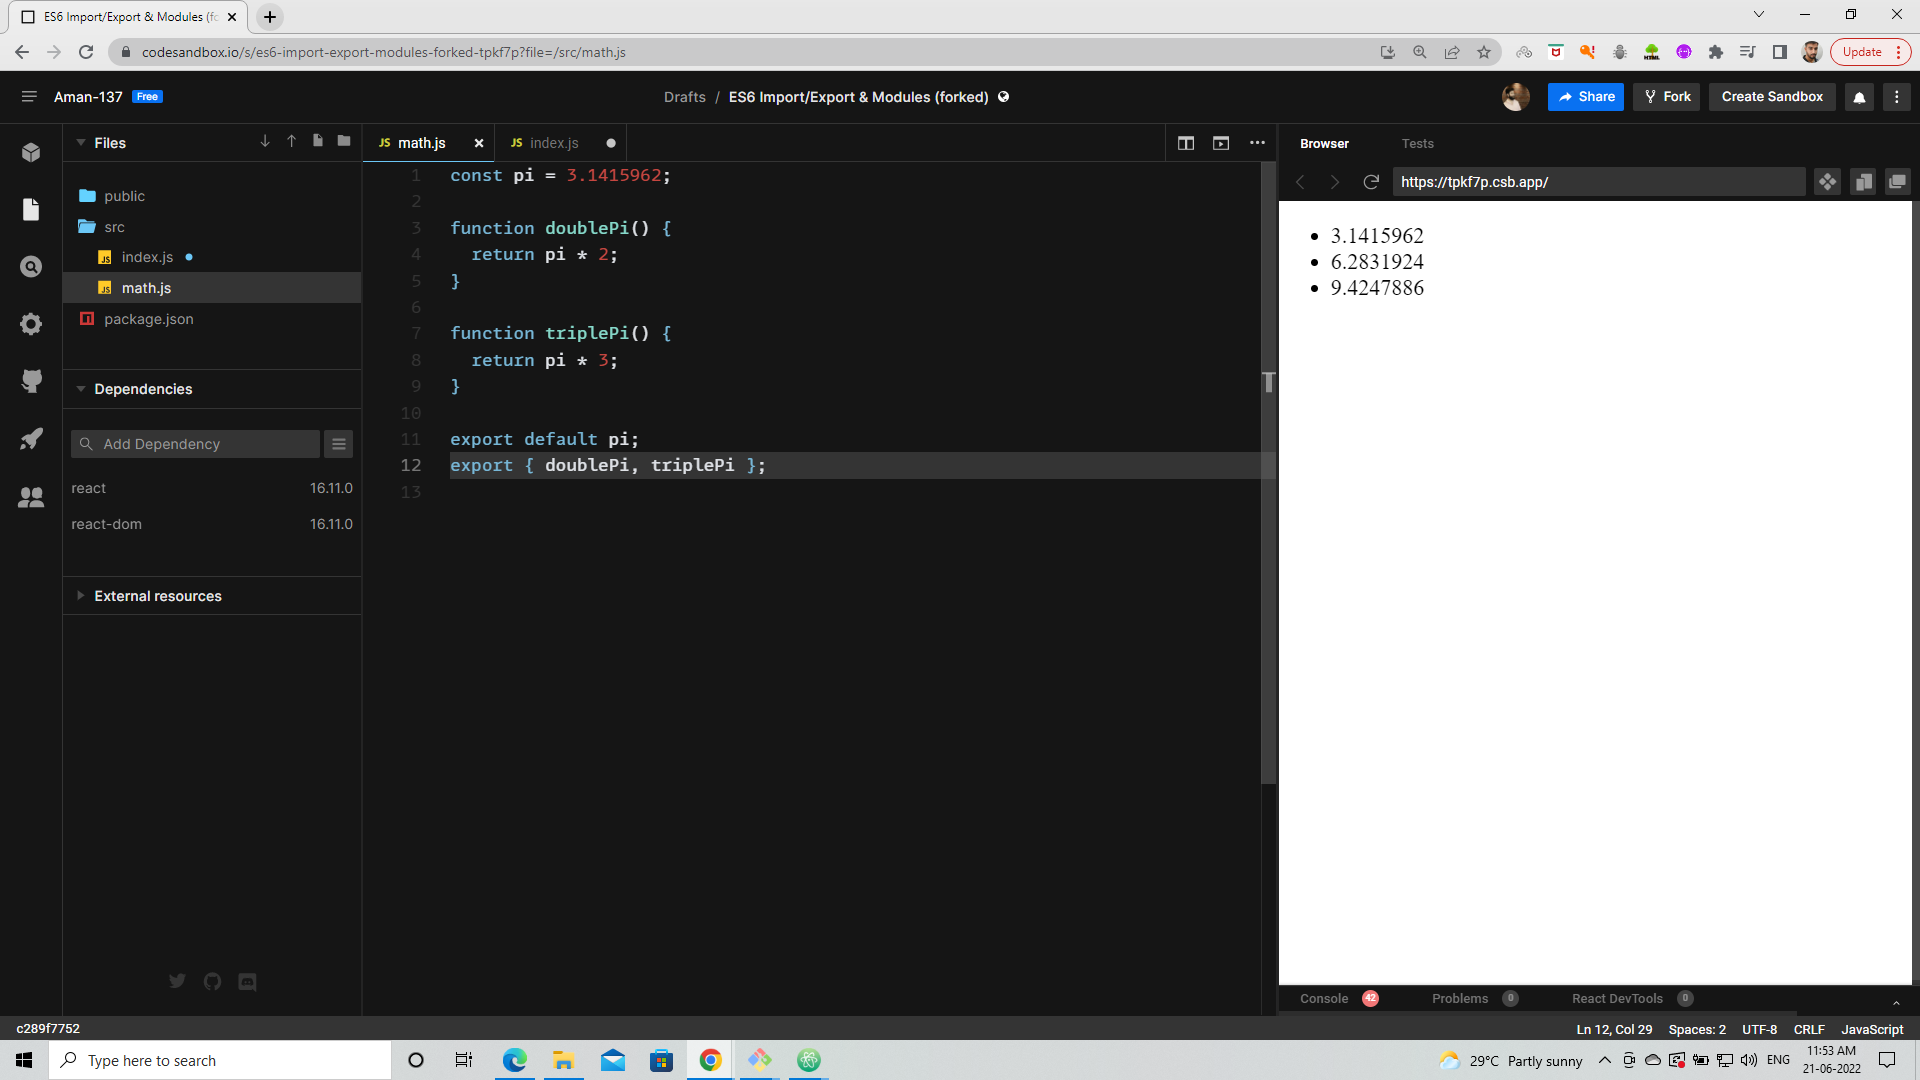 ES6 Import/Export & Modules (fo
codesandbox.io/s/es6-import-export-modules-forked-tpkf7p?file=/src/math.js
Update
Aman-137 Free
Drafts / ES6 Import/Export & Modules (forked)
Share
Fork
Create Sandbox
Files
public
src
JS index.js
JS math.js
package.json
Dependencies
Add Dependency
react 16.11.0
react-dom 16.11.0
External resources
JS math.js
JS index.js
1 const pi = 3.1415962;
2
3 function doublePi() {
4 return pi * 2;
5 }
6
7 function triplePi() {
8 return pi * 3;
9 }
10
11 export default pi;
12 export { doublePi, triplePi };
13
Browser
Tests
https://tpkf7p.csb.app/
• 3.1415962
• 6.2831924
• 9.4247886
Console 42
Problems 0
React DevTools 0
c289f7752
Ln 12, Col 29
Spaces: 2
UTF-8
CRLF
JavaScript
Type here to search
29°C Partly sunny
ENG
11:53 AM
21-06-2022